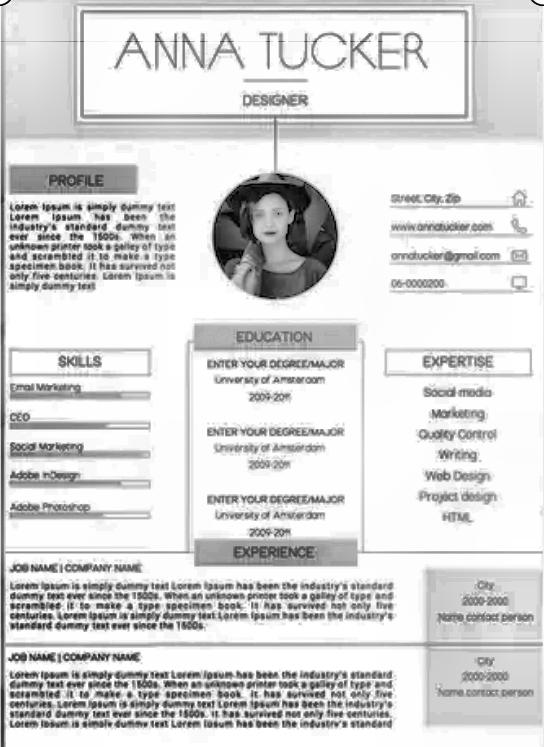 ANNA TUCKER
DESIGNER
PROFILE
Lorem Ipsum is simply dummy text
Lorem Ipsum has been the
industry's standard dummy text
ever since the 1500s. When an
unknown printer took a galley of type
and scrambled it to make a type
specimen book. It has survived not
only five centuries. Lorem Ipsum is
simply dummy text
Street, City, Zip
www.annatucker.com
annatucker@gmail.com
06-0000200
SKILLS
Email Marketing
CEO
Social Marketing
Adobe InDesign
Adobe Photoshop
EDUCATION
ENTER YOUR DEGREE/MAJOR
University of Amsterdam
2009-2011
ENTER YOUR DEGREE/MAJOR
University of Amsterdam
2009-2011
ENTER YOUR DEGREE/MAJOR
University of Amsterdam
2009-2011
EXPERTISE
Social media
Marketing
Quality Control
Writing
Web Design
Project design
HTML
EXPERIENCE
JOB NAME | COMPANY NAME
Lorem Ipsum is simply dummy text Lorem Ipsum has been the industry's standard
dummy text ever since the 1500s. When an unknown printer took a galley of type and
scrambled it to make a type specimen book. It has survived not only five
centuries. Lorem Ipsum is simply dummy text Lorem Ipsum has been the industry's
standard dummy text ever since the 1500s.
City
2000-2000
Name contact person
JOB NAME | COMPANY NAME
Lorem Ipsum is simply dummy text Lorem Ipsum has been the industry's standard
dummy text ever since the 1500s. When an unknown printer took a galley of type and
scrambled it to make a type specimen book. It has survived not only five
centuries. Lorem Ipsum is simply dummy text Lorem Ipsum has been the industry's
standard dummy text ever since the 1500s. It has survived not only five centuries.
Lorem Ipsum is simply dummy text Lorem Ipsum has been the industry's standard
City
2000-2000
Name contact person